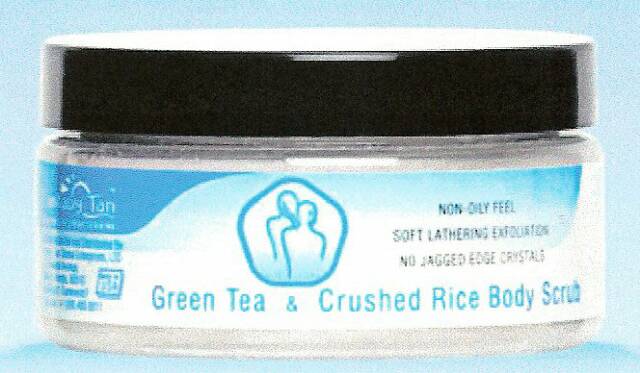 Tan
NON-OILY FEEL
SOFT LATHERING EXFOLIATION
NO JAGGED EDGE CRYSTALS
Green Tea & Crushed Rice Body Scrub